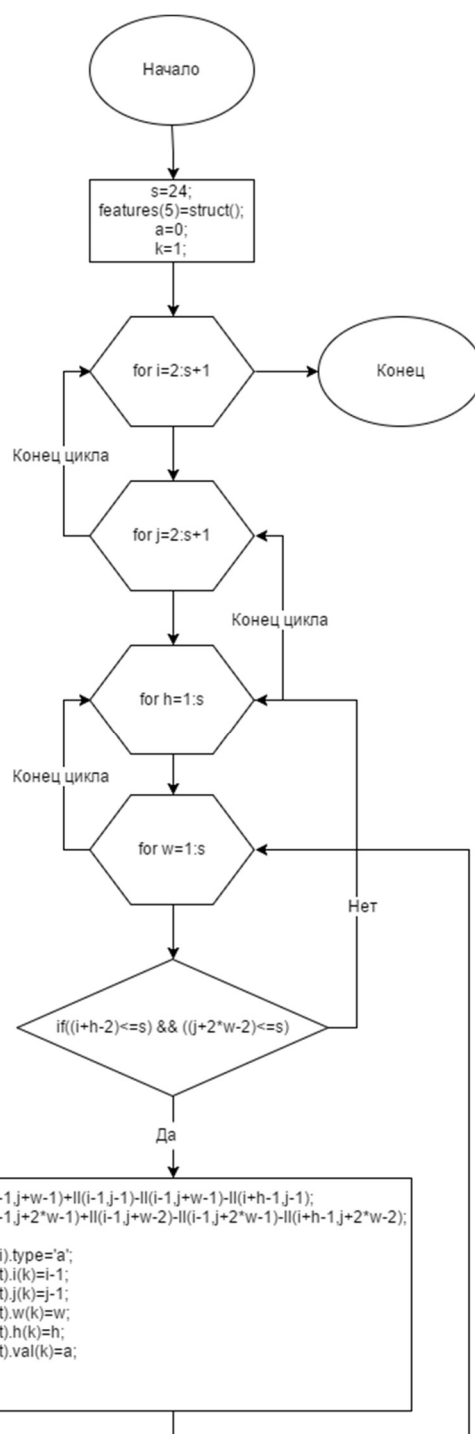 Начало
s=24;
features(5)=struct();
a=0;
k=1;
for i=2:s+1
Конец
Конец цикла
for j=2:s+1
Конец цикла
for h=1:s
Конец цикла
for w=1:s
Нет
if((i+h-2)<=s) && ((j+2*w-2)<=s)
Да
-1,j+w-1)+II(i-1,j-1)-II(i-1,j+w-1)-II(i+h-1,j-1);
-1,j+2*w-1)+II(i-1,j+w-2)-II(i-1,j+2*w-1)-II(i+h-1,j+2*w-2);
i).type='a';
t).i(k)=i-1;
t).j(k)=j-1;
t).w(k)=w;
t).h(k)=h;
t).val(k)=a;